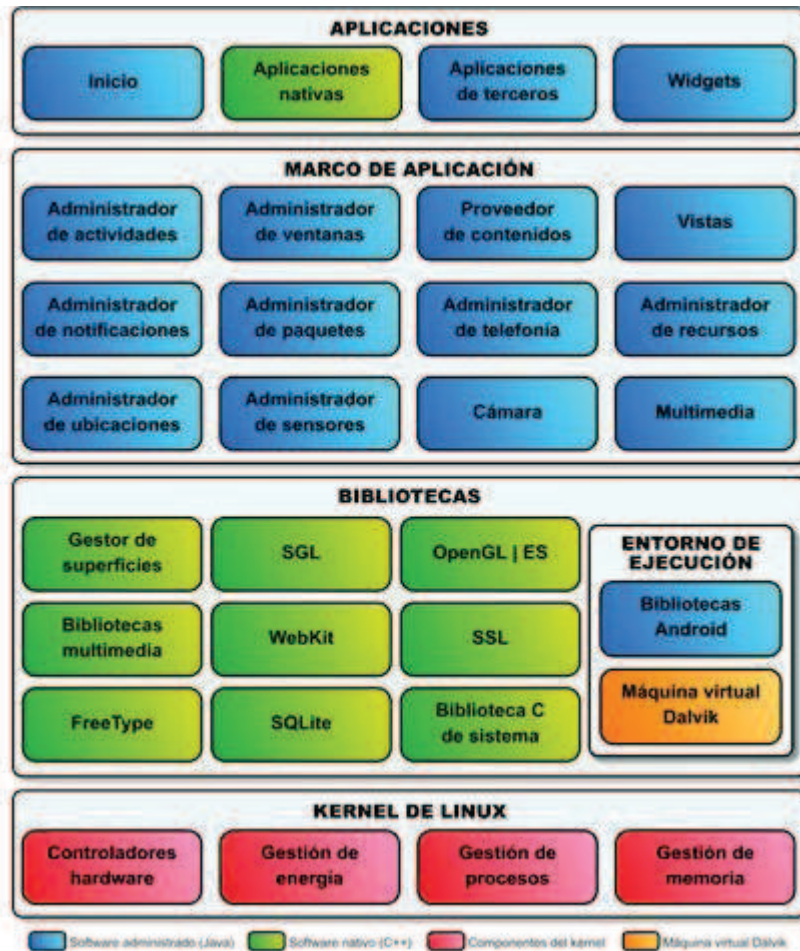 APLICACIONES
Inicio
Aplicaciones
nativas
Aplicaciones
de terceros
Widgets
MARCO DE APLICACIÓN
Administrador
de actividades
Administrador
de ventanas
Proveedor
de contenidos
Vistas
Administrador
de notificaciones
Administrador
de paquetes
Administrador
de telefonía
Administrador
de recursos
Administrador
de ubicaciones
Administrador
de sensores
Cámara
Multimedia
BIBLIOTECAS
Gestor de
superficies
SGL
OpenGL | ES
Bibliotecas
multimedia
WebKit
SSL
FreeType
SQLite
Biblioteca C
de sistema
ENTORNO DE
EJECUCIÓN
Bibliotecas
Android
Máquina virtual
Dalvik
KERNEL DE LINUX
Controladores
hardware
Gestión de
energía
Gestión de
procesos
Gestión de
memoria
Software administrado (Java)
Software nativo (C++)
Componentes del kernel
Máquina virtual Dalvik